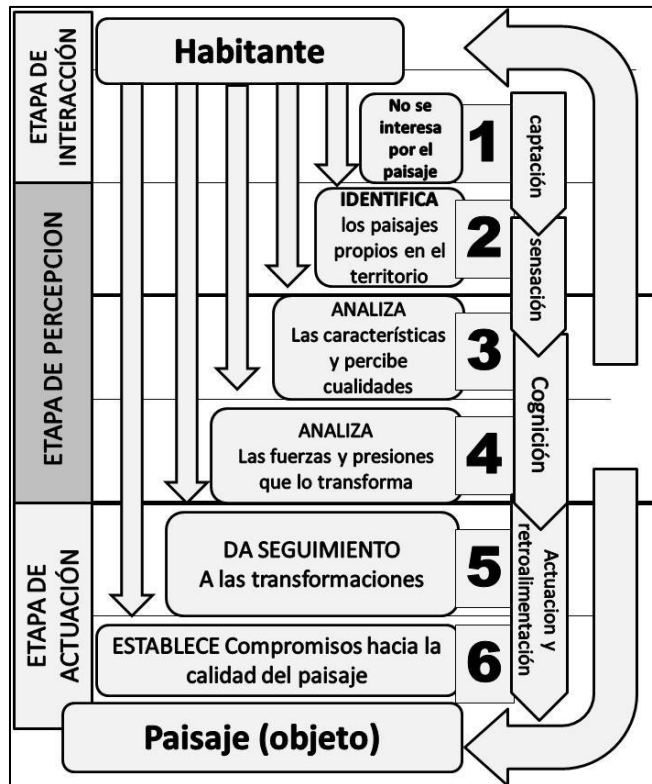 Habitante
ETAPA DE
INTERACCIÓN
No se
interesa
por el
paisaje
1
captación
IDENTIFICA
los paisajes
propios en el
territorio
2
sensación
ETAPA DE PERCEPCION
ANALIZA
Las características
y percibe
cualidades
3
Cognición
ANALIZA
Las fuerzas y presiones
que lo transforma
4
ETAPA DE
ACTUACIÓN
DA SEGUIMIENTO
A las transformaciones
5
Actuacion y
retroalimentación
ESTABLECE Compromisos hacia la
calidad del paisaje
6
Paisaje (objeto)